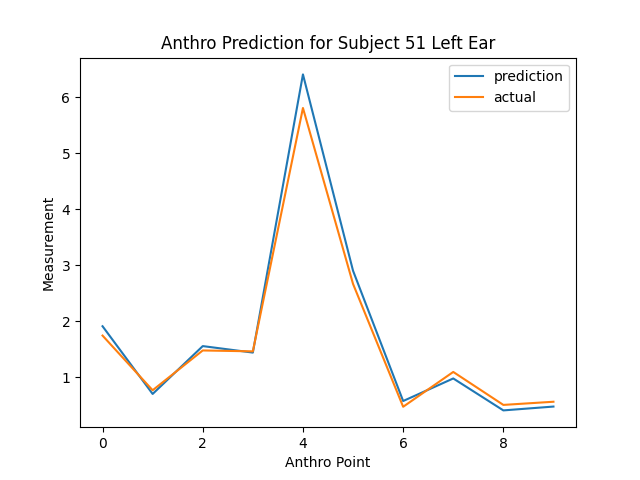 Anthro Prediction for Subject 51 Left Ear
prediction
actual
Measurement
6
5
4
3
2
1
0 2 4 6 8
Anthro Point